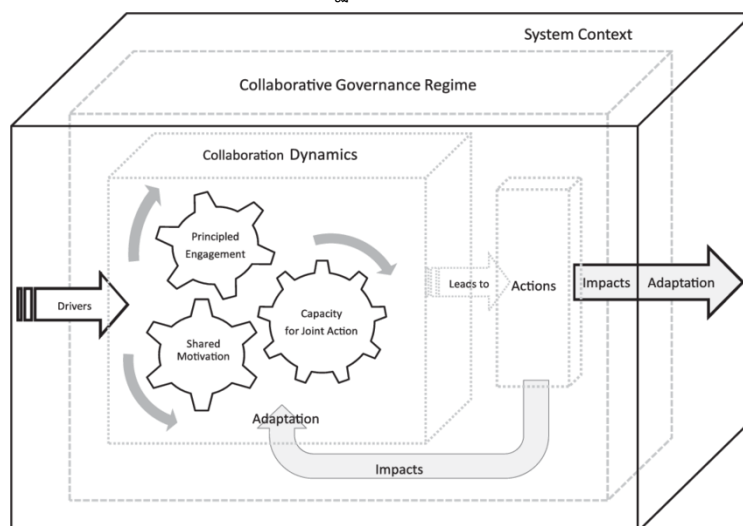 System Context
Collaborative Governance Regime
Collaboration Dynamics
Principled
Engagement
Drivers
Capacity
for Joint Action
Shared
Motivation
Leads to
Actions
Impacts
Adaptation
Adaptation
Impacts